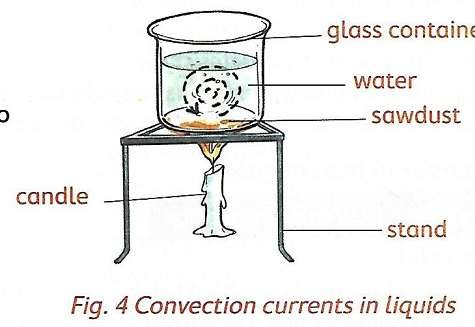 glass containe
water
o
sawdust
candle
stand
Fig. 4 Convection currents in liquids